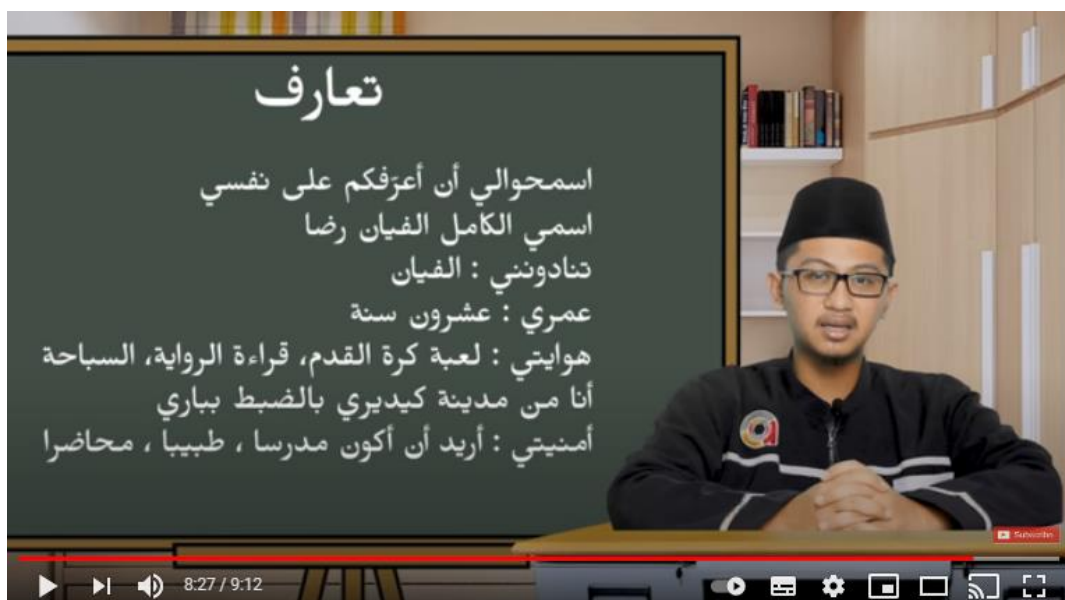 تعارف
اسمحوالي أن أعرّفكم على نفسي
اسمي الكامل الفيان رضا
تنادونني : الفيان
عمري : عشرون سنة
هوايتي : لعبة كرة القدم، قراءة الرواية، السباحة
أنا من مدينة كيديري بالضبط بباري
أمنيتي : أريد أن أكون مدرسا ، طبيبا ، محاضرا
Subscribe
8:27 / 9:12